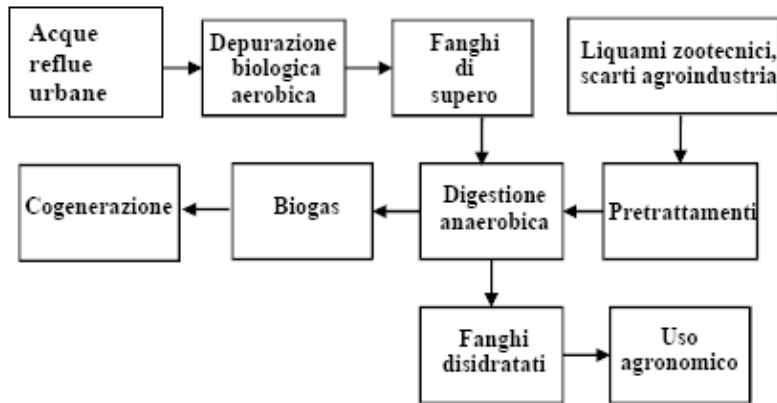 Acque
reflue
urbane
Depurazione
biologica
aerobica
Fanghi
di
supero
Liquami zootecnici,
scarti agroindustria
Cogenerazione
Biogas
Digestione
anaerobica
Pretrattamenti
Fanghi
disidratati
Uso
agronomico